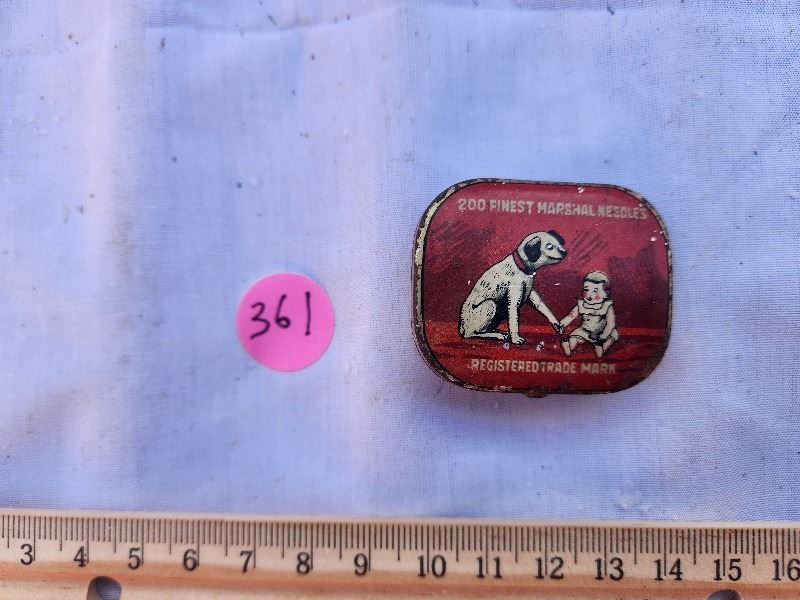 200 FINEST MARSHAL NEEDLES
REGISTERED TRADE MARK
361
3 4 5 6 7 8 9 10 11 12 13 14 15 16